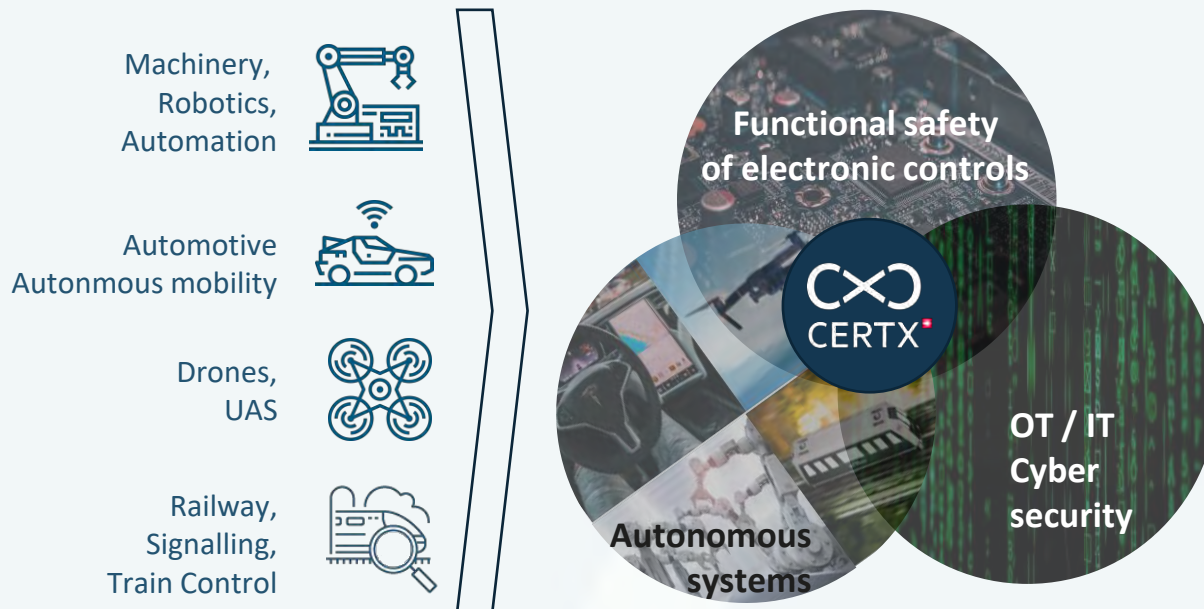 Machinery,
Robotics,
Automation
Automotive
Autonmous mobility
Drones,
UAS
Railway,
Signalling,
Train Control
Functional safety
of electronic controls
CERTX
OT / IT
Cyber
security
Autonomous
systems